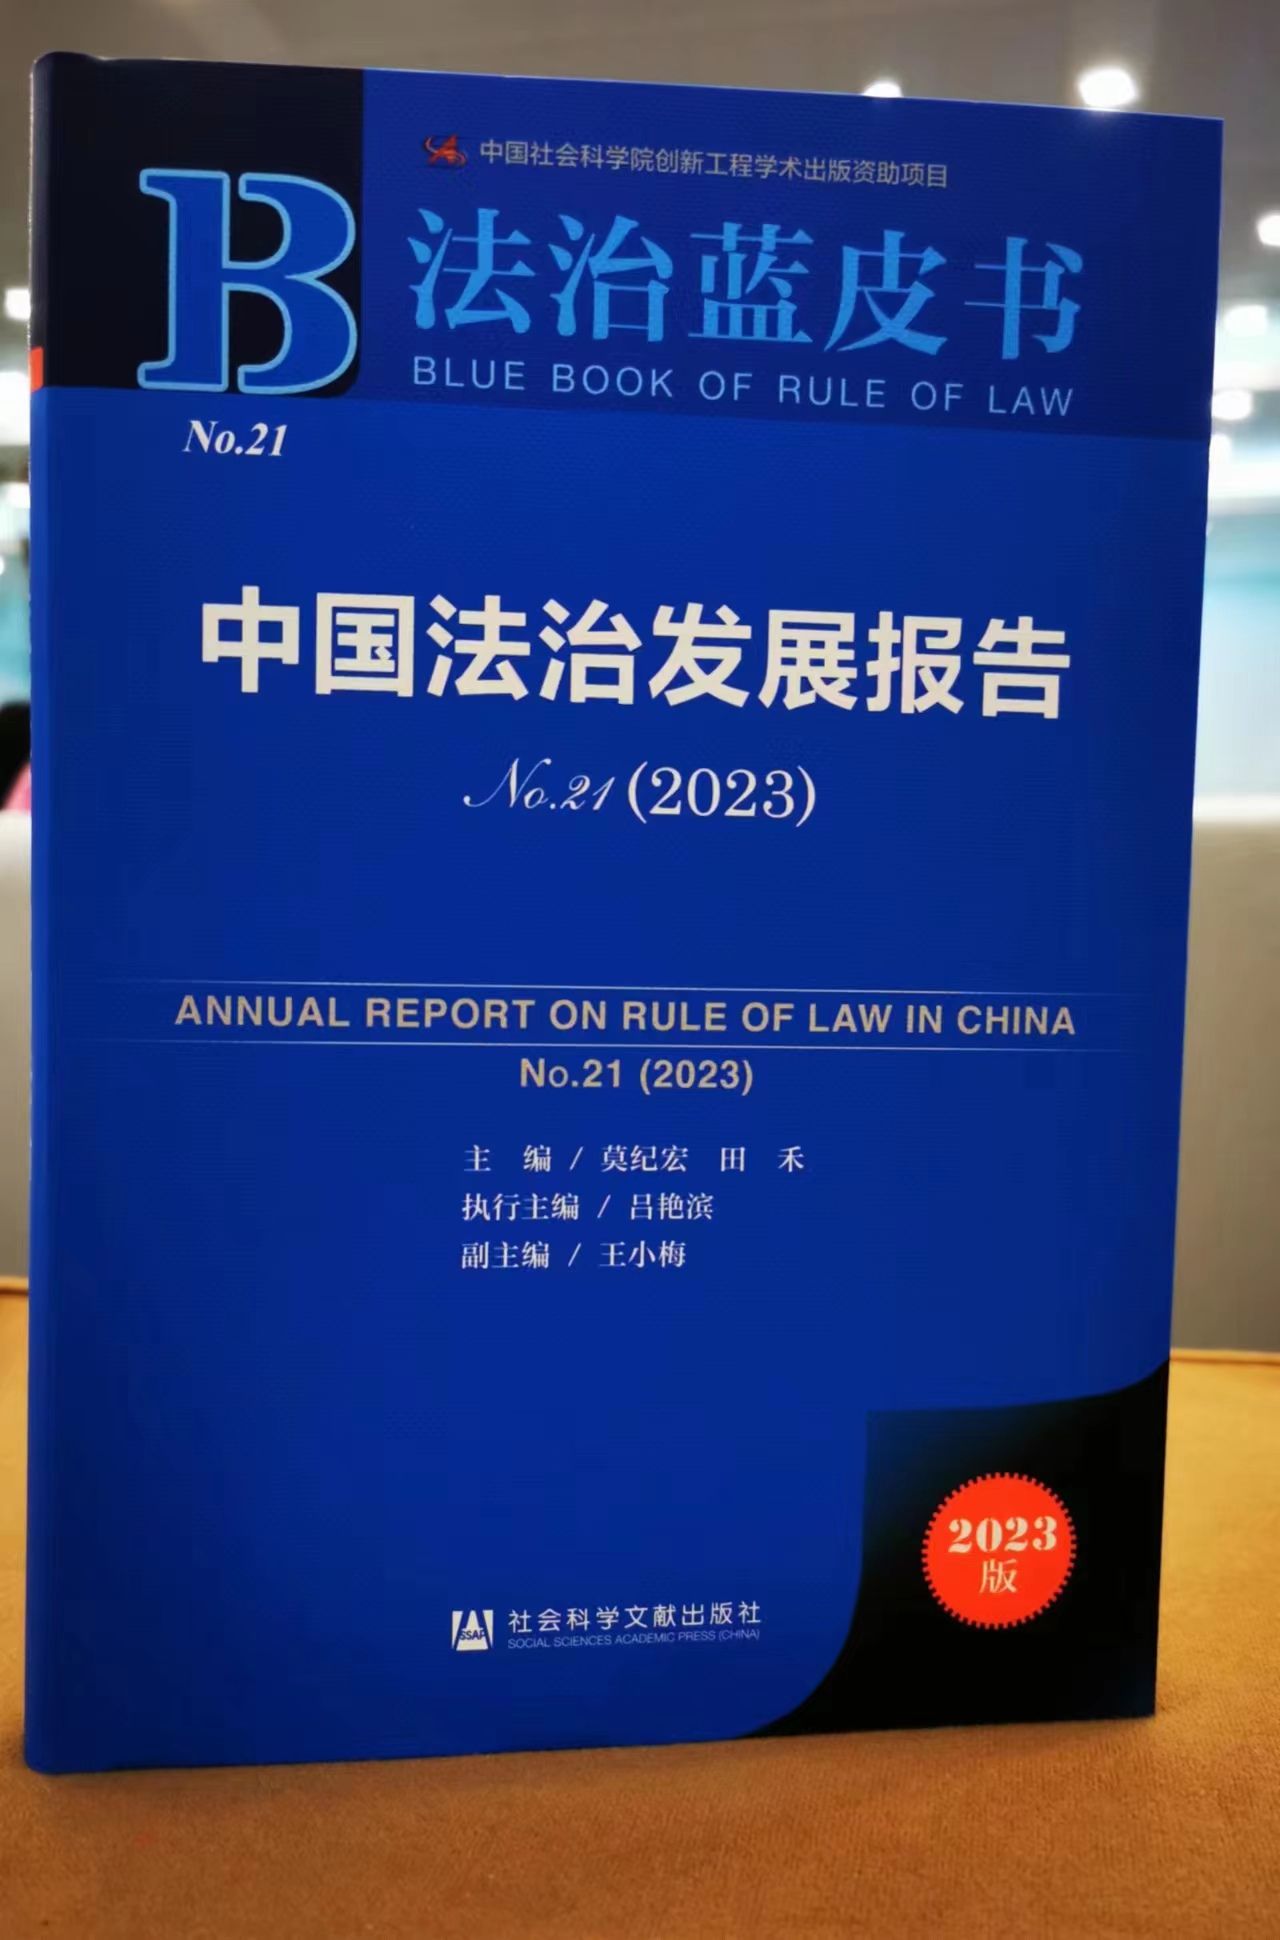 中国社会科学院创新工程学术出版资助项目
B
法治蓝皮书
BLUE BOOK OF RULE OF LAW
No.21
中国法治发展报告
No.21 (2023)
ANNUAL REPORT ON RULE OF LAW IN CHINA
No.21 (2023)
主 编 / 莫纪宏 田 禾
执行主编 / 吕艳滨
副主编 / 王小梅
2023
版
SSAP
社会科学文献出版社
SOCIAL SCIENCES ACADEMIC PRESS (CHINA)